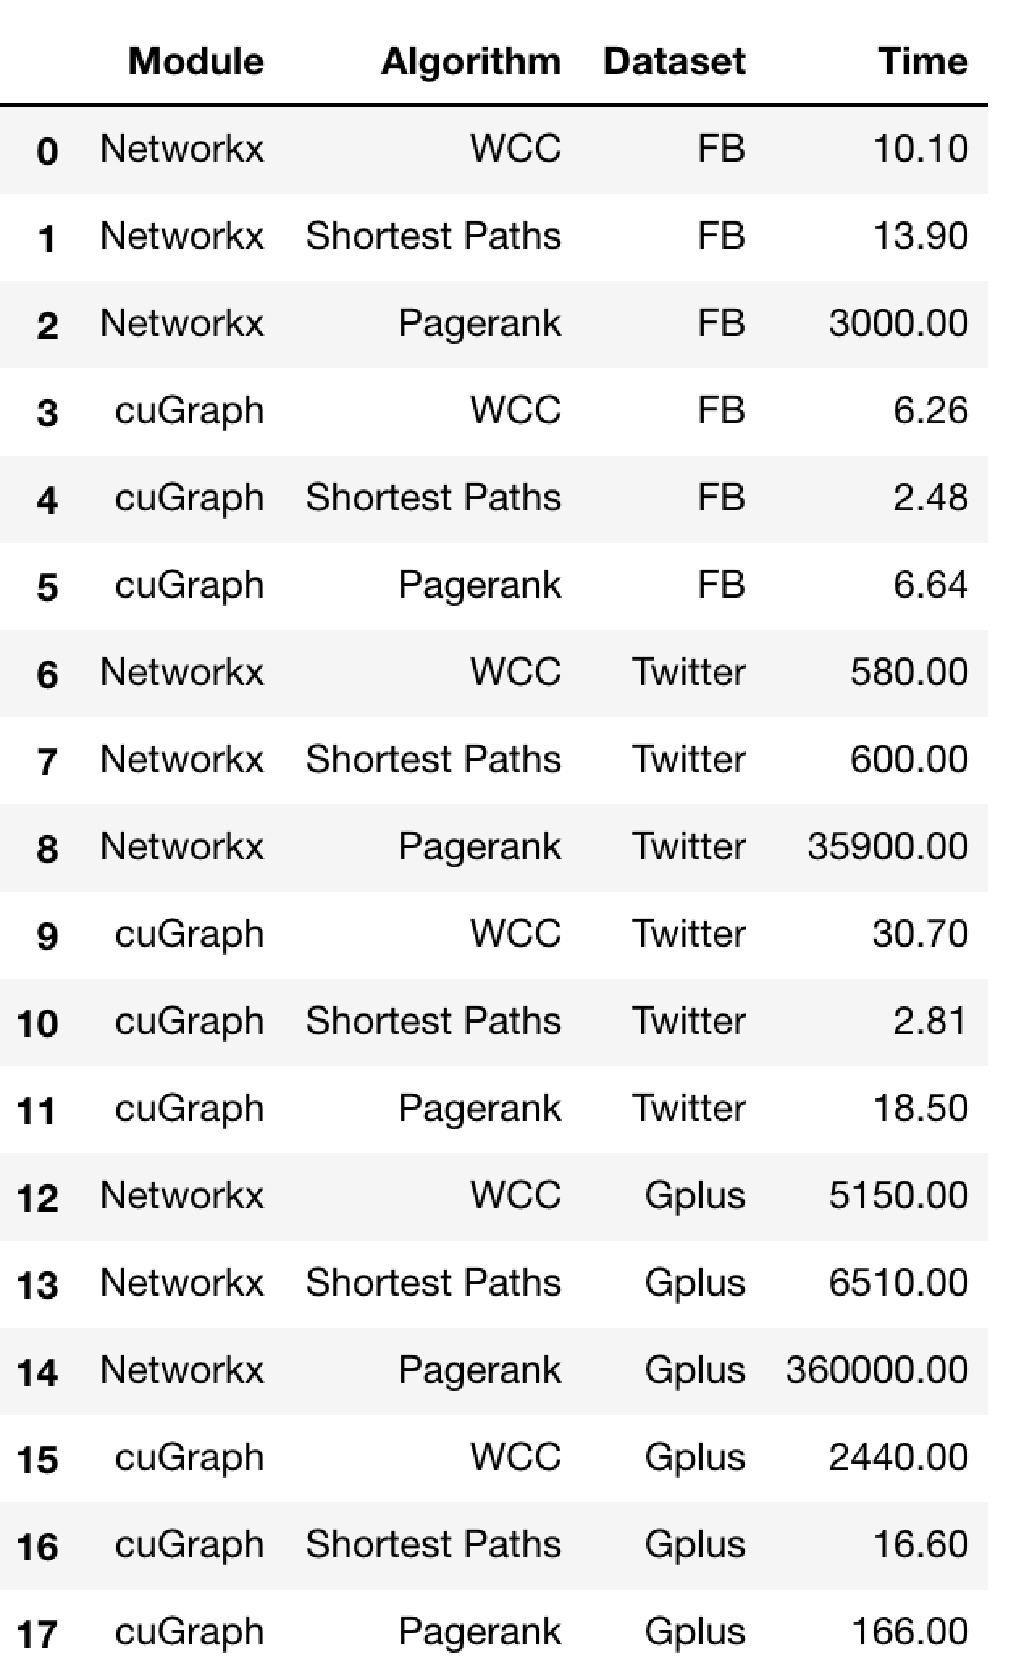 Module Algorithm Dataset Time
0 Networkx WCC FB 10.10
1 Networkx Shortest Paths FB 13.90
2 Networkx Pagerank FB 3000.00
3 cuGraph WCC FB 6.26
4 cuGraph Shortest Paths FB 2.48
5 cuGraph Pagerank FB 6.64
6 Networkx WCC Twitter 580.00
7 Networkx Shortest Paths Twitter 600.00
8 Networkx Pagerank Twitter 35900.00
9 cuGraph WCC Twitter 30.70
10 cuGraph Shortest Paths Twitter 2.81
11 cuGraph Pagerank Twitter 18.50
12 Networkx WCC Gplus 5150.00
13 Networkx Shortest Paths Gplus 6510.00
14 Networkx Pagerank Gplus 360000.00
15 cuGraph WCC Gplus 2440.00
16 cuGraph Shortest Paths Gplus 16.60
17 cuGraph Pagerank Gplus 166.00